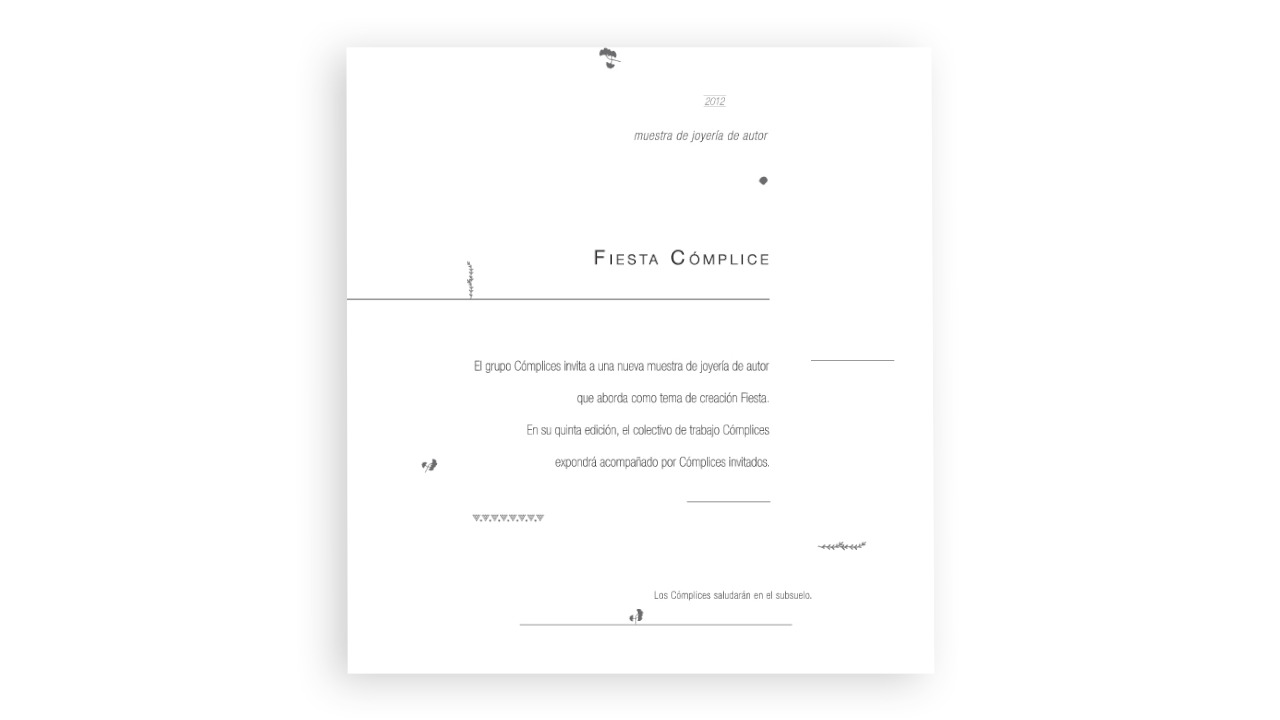 2012
muestra de joyería de autor
Fiesta Cómplice
El grupo Cómplices invita a una nueva muestra de joyería de autor
que aborda como tema de creación Fiesta.
En su quinta edición, el colectivo de trabajo Cómplices
expondrá acompañado por Cómplices invitados.
Los Cómplices saludarán en el subsuelo.